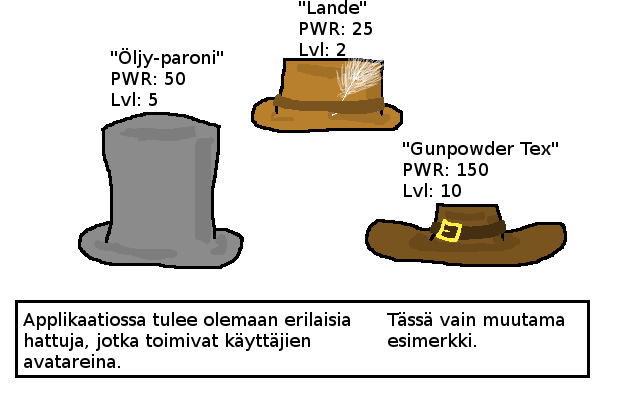 "Lande"
PWR: 25
Lvl: 2
"Öljy-paroni"
PWR: 50
Lvl: 5
"Gunpowder Tex"
PWR: 150
Lvl: 10
Applikaatiossa tulee olemaan erilaisia
hattuja, jotka toimivat käyttäjien
avatareina.
Tässä vain muutama
esimerkki.